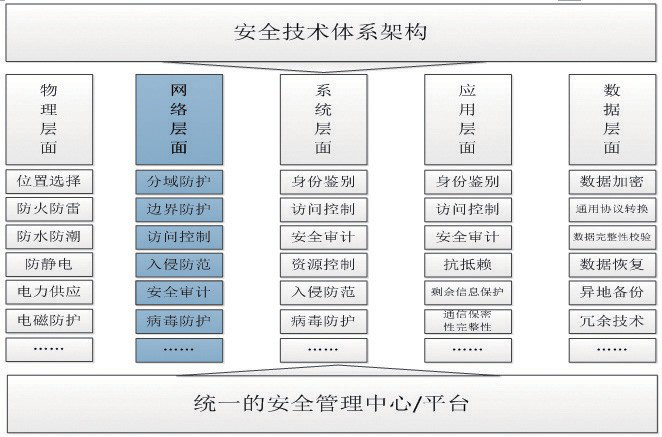 安全技术体系架构
物理层面
网络层面
系统层面
应用层面
数据层面
位置选择
分域防护
身份鉴别
身份鉴别
数据加密
防火防雷
边界防护
访问控制
访问控制
通用协议转换
防水防潮
访问控制
安全审计
安全审计
数据完整性校验
防静电
入侵防范
资源控制
抗抵赖
数据恢复
电力供应
安全审计
入侵防范
剩余信息保护
异地备份
电磁防护
病毒防护
病毒防护
通信保密
性完整性
冗余技术
……
……
……
……
……
统一的安全管理中心/平台